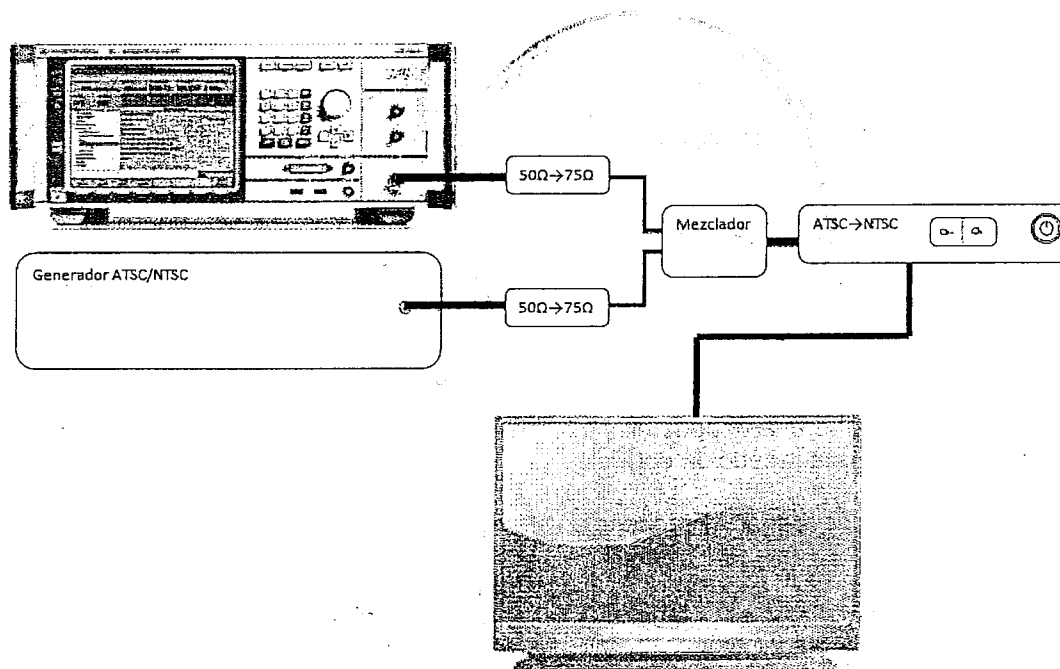 50Ω→75Ω
Mezclador
ATSC→NTSC
Generador ATSC/NTSC
50Ω→75Ω